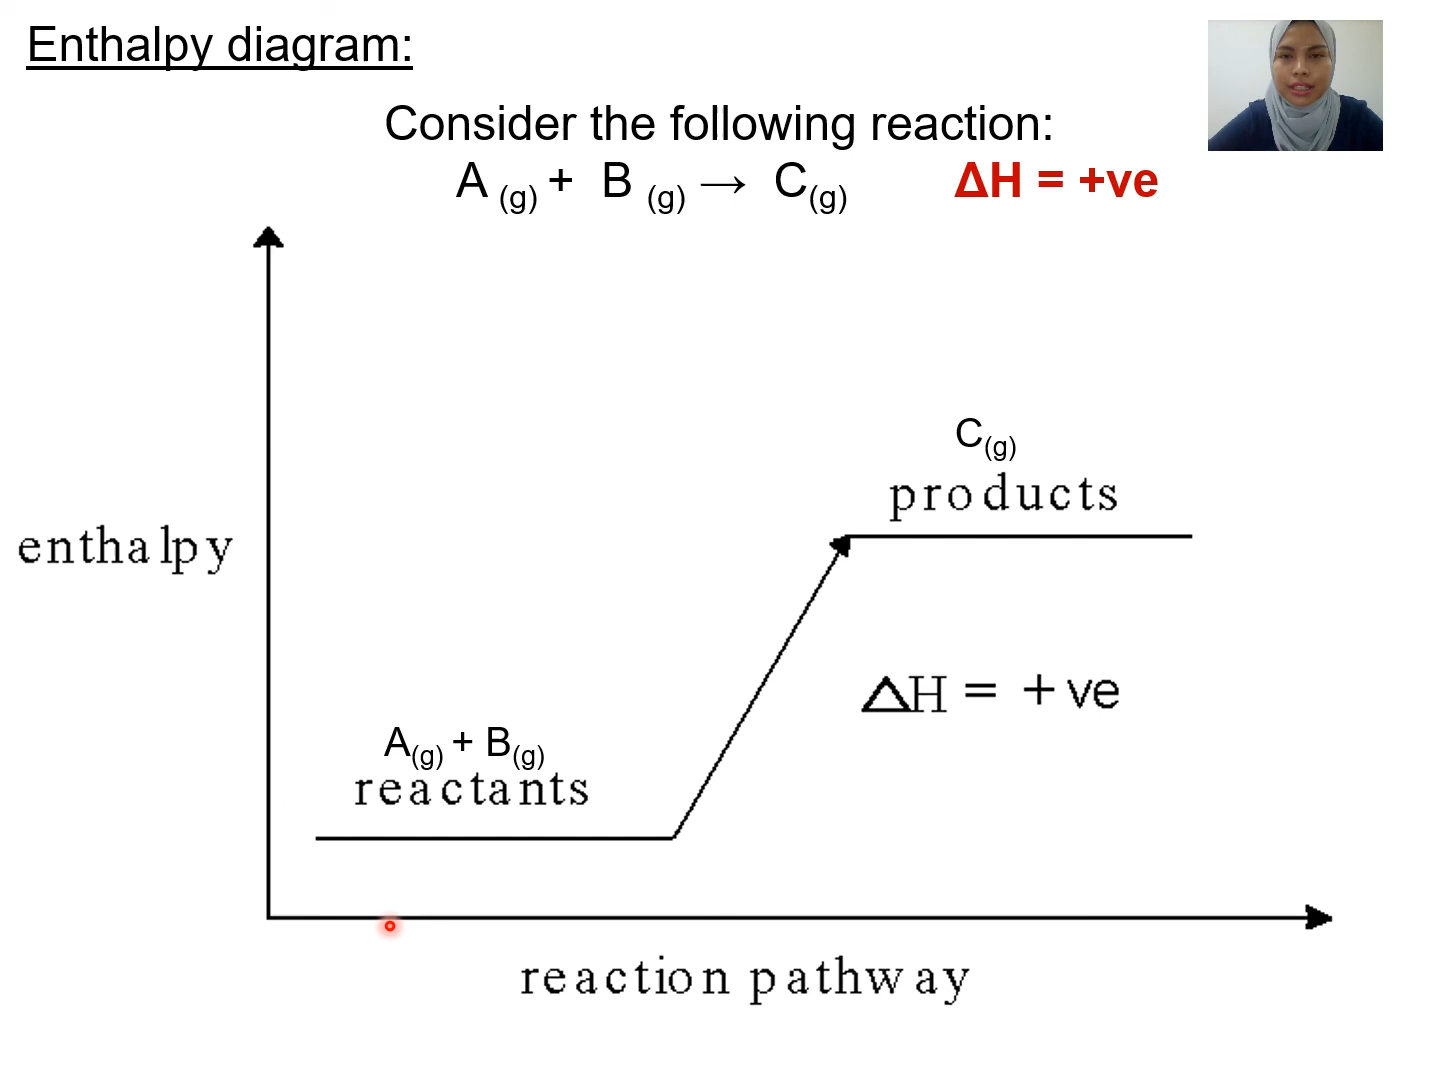 Enthalpy diagram:
Consider the following reaction:
A (g) + B (g) → C(g) ΔH = +ve
C(g)
products
enthalpy
ΔH = + ve
A(g) + B(g)
reactants
reaction pathway